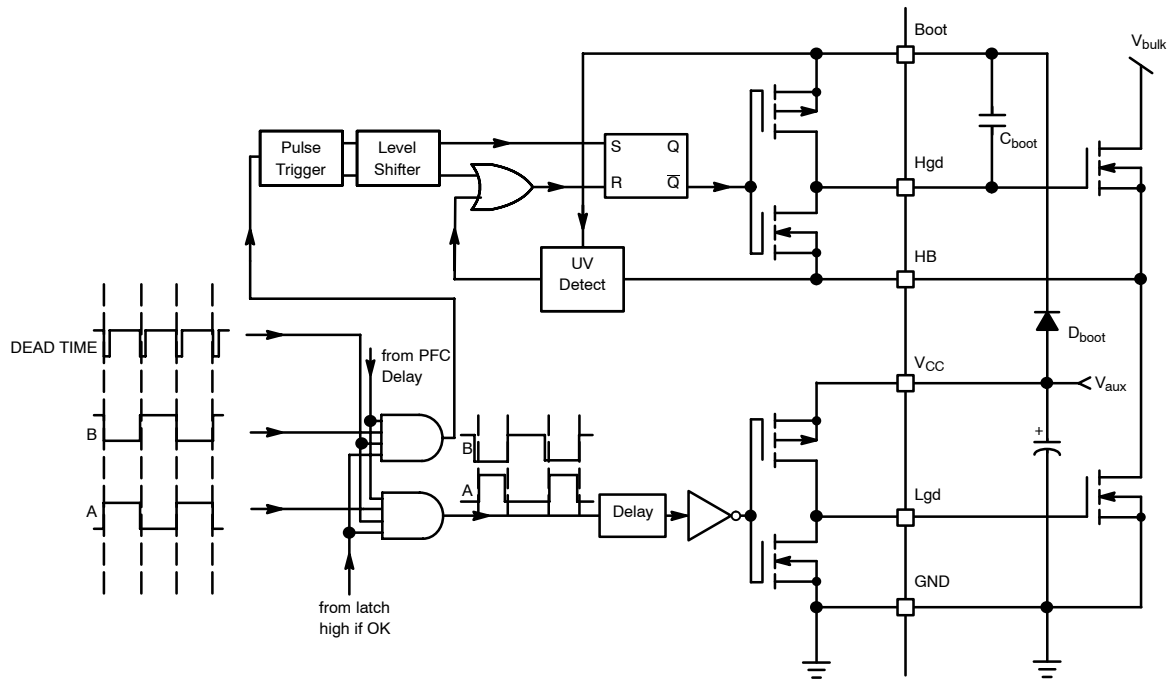 Boot
V_bulk
Pulse
Trigger
Level
Shifter
S
Q
R
Q̅
C_boot
Hgd
UV
Detect
HB
DEAD TIME
from PFC
Delay
D_boot
V_CC
V_aux
B
B
+
A
A
Delay
Lgd
from latch
high if OK
GND